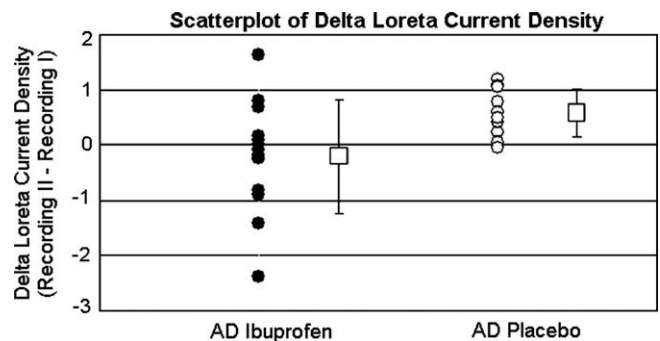 Scatterplot of Delta Loreta Current Density
Delta Loreta Current Density
(Recording II - Recording I)
2
1
0
-1
-2
-3
AD Ibuprofen
AD Placebo